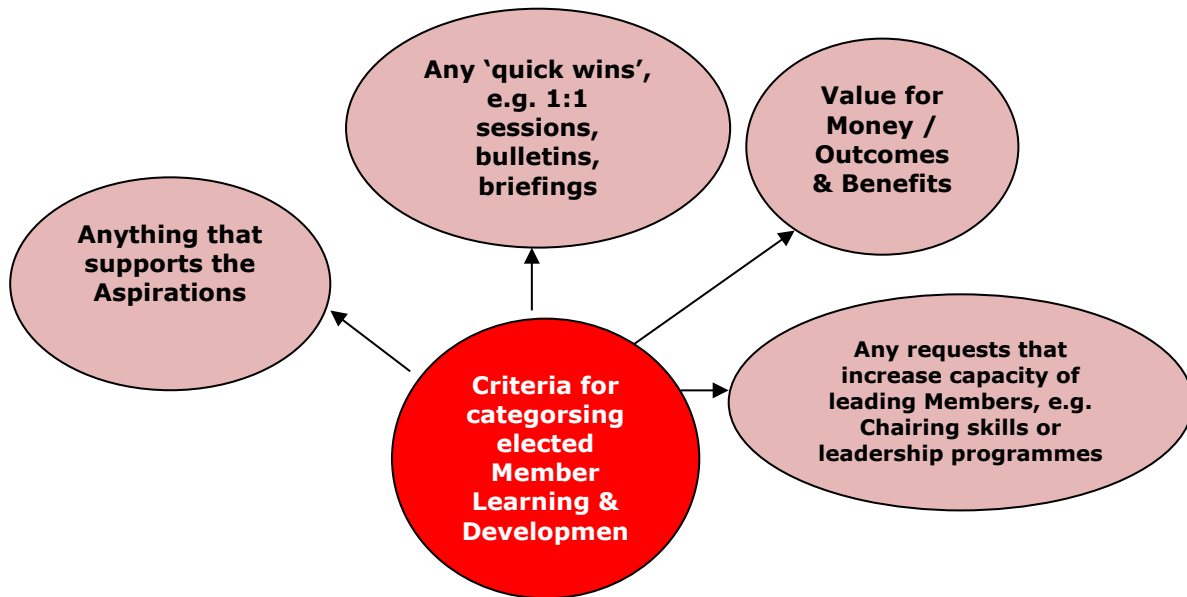 Any ‘quick wins’,
e.g. 1:1
sessions,
bulletins,
briefings
Value for
Money /
Outcomes
& Benefits
Anything that
supports the
Aspirations
Any requests that
increase capacity of
leading Members, e.g.
Chairing skills or
leadership programmes
Criteria for
categorsing
elected
Member
Learning &
Developmen